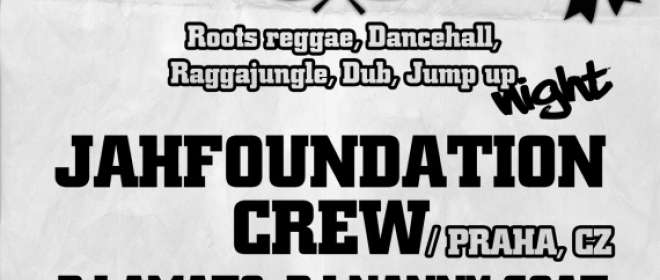 Roots reggae, Dancehall,
Raggajungle, Dub, Jump up
night
JAHFOUNDATION
CREW / PRAHA, CZ